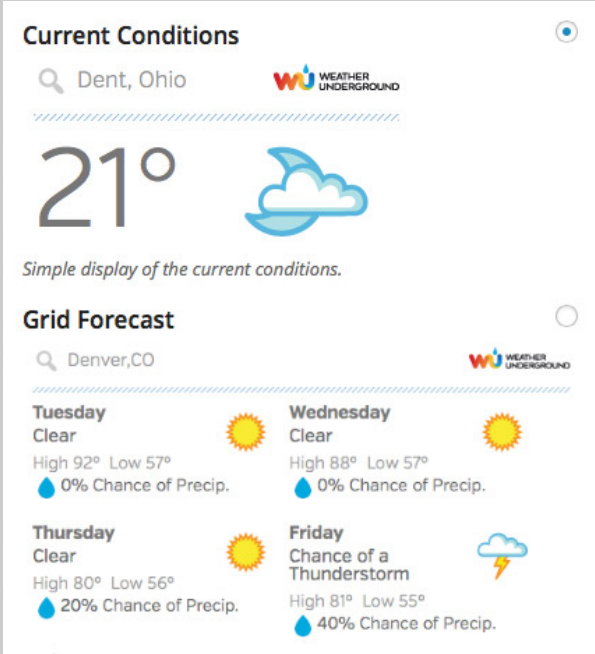 Current Conditions
Dent, Ohio
WU WEATHER
UNDERGROUND
21°
Simple display of the current conditions.
Grid Forecast
Denver,CO
WU WEATHER
UNDERGROUND
Tuesday
Clear
High 92° Low 57°
0% Chance of Precip.
Wednesday
Clear
High 88° Low 57°
0% Chance of Precip.
Thursday
Clear
High 80° Low 56°
20% Chance of Precip.
Friday
Chance of a
Thunderstorm
High 81° Low 55°
40% Chance of Precip.